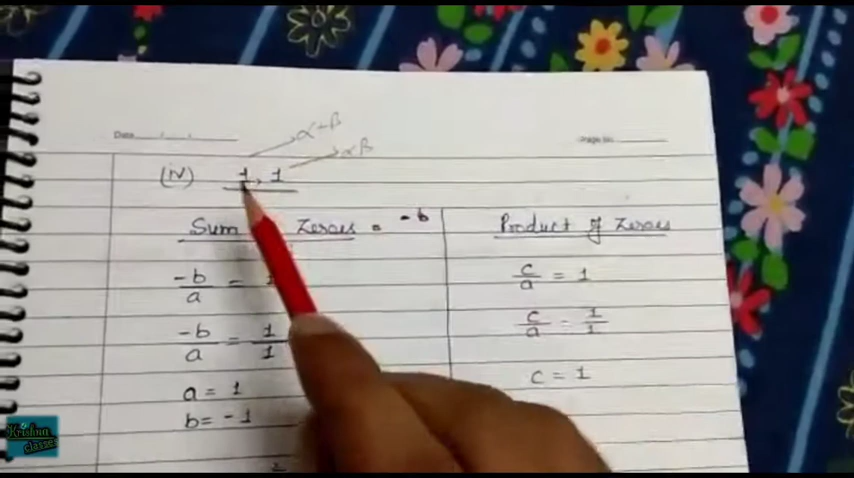 Date
Page No.
α+β
αβ
(iv) 1, 1
Sum Zeroes = -b
-b/a = 1
-b/a = 1/1
a = 1
b = -1
Product of Zeroes
c/a = 1
c/a = 1/1
c = 1
Krishna
classes